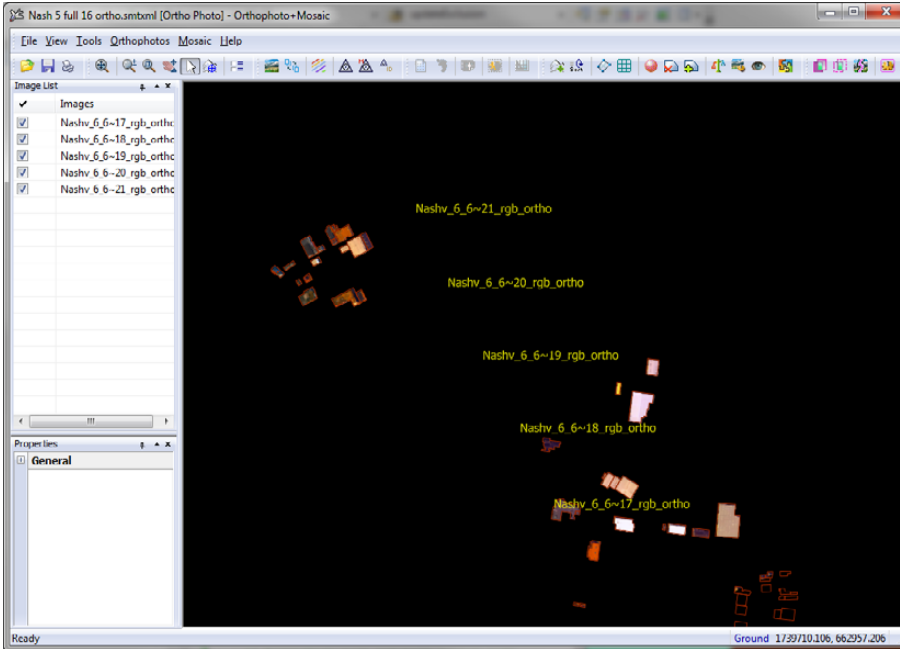 Nash 5 full 16 ortho.smtxml [Ortho Photo] - Orthophoto+Mosaic
File View Tools Orthophotos Mosaic Help
Image List
Images
Nashv_6_6~17_rgb_ortho
Nashv_6_6~18_rgb_ortho
Nashv_6_6~19_rgb_ortho
Nashv_6_6~20_rgb_ortho
Nashv_6_6~21_rgb_ortho
Properties
General
Nashv_6_6~21_rgb_ortho
Nashv_6_6~20_rgb_ortho
Nashv_6_6~19_rgb_ortho
Nashv_6_6~18_rgb_ortho
Nashv_6_6~17_rgb_ortho
Ready
Ground 1739710.106, 662957.206